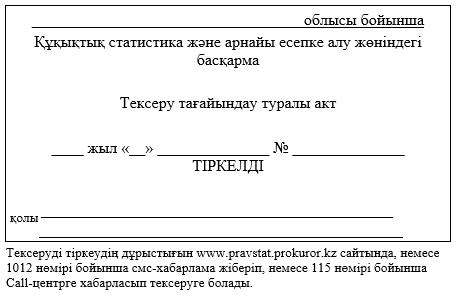 облысы бойынша
Құқықтық статистика және арнайы есепке алу жөніндегі
басқарма
Тексеру тағайындау туралы акт
____ жыл «__» ______________ № ______________
ТІРКЕЛДІ
қолы
Тексеруді тіркеудің дұрыстығын www.pravstat.prokuror.kz сайтында, немесе
1012 немірі бойынша смс-хабарлама жіберіп, немесе 115 немірі бойынша
Call-центрге хабарласып тексеруге болады.